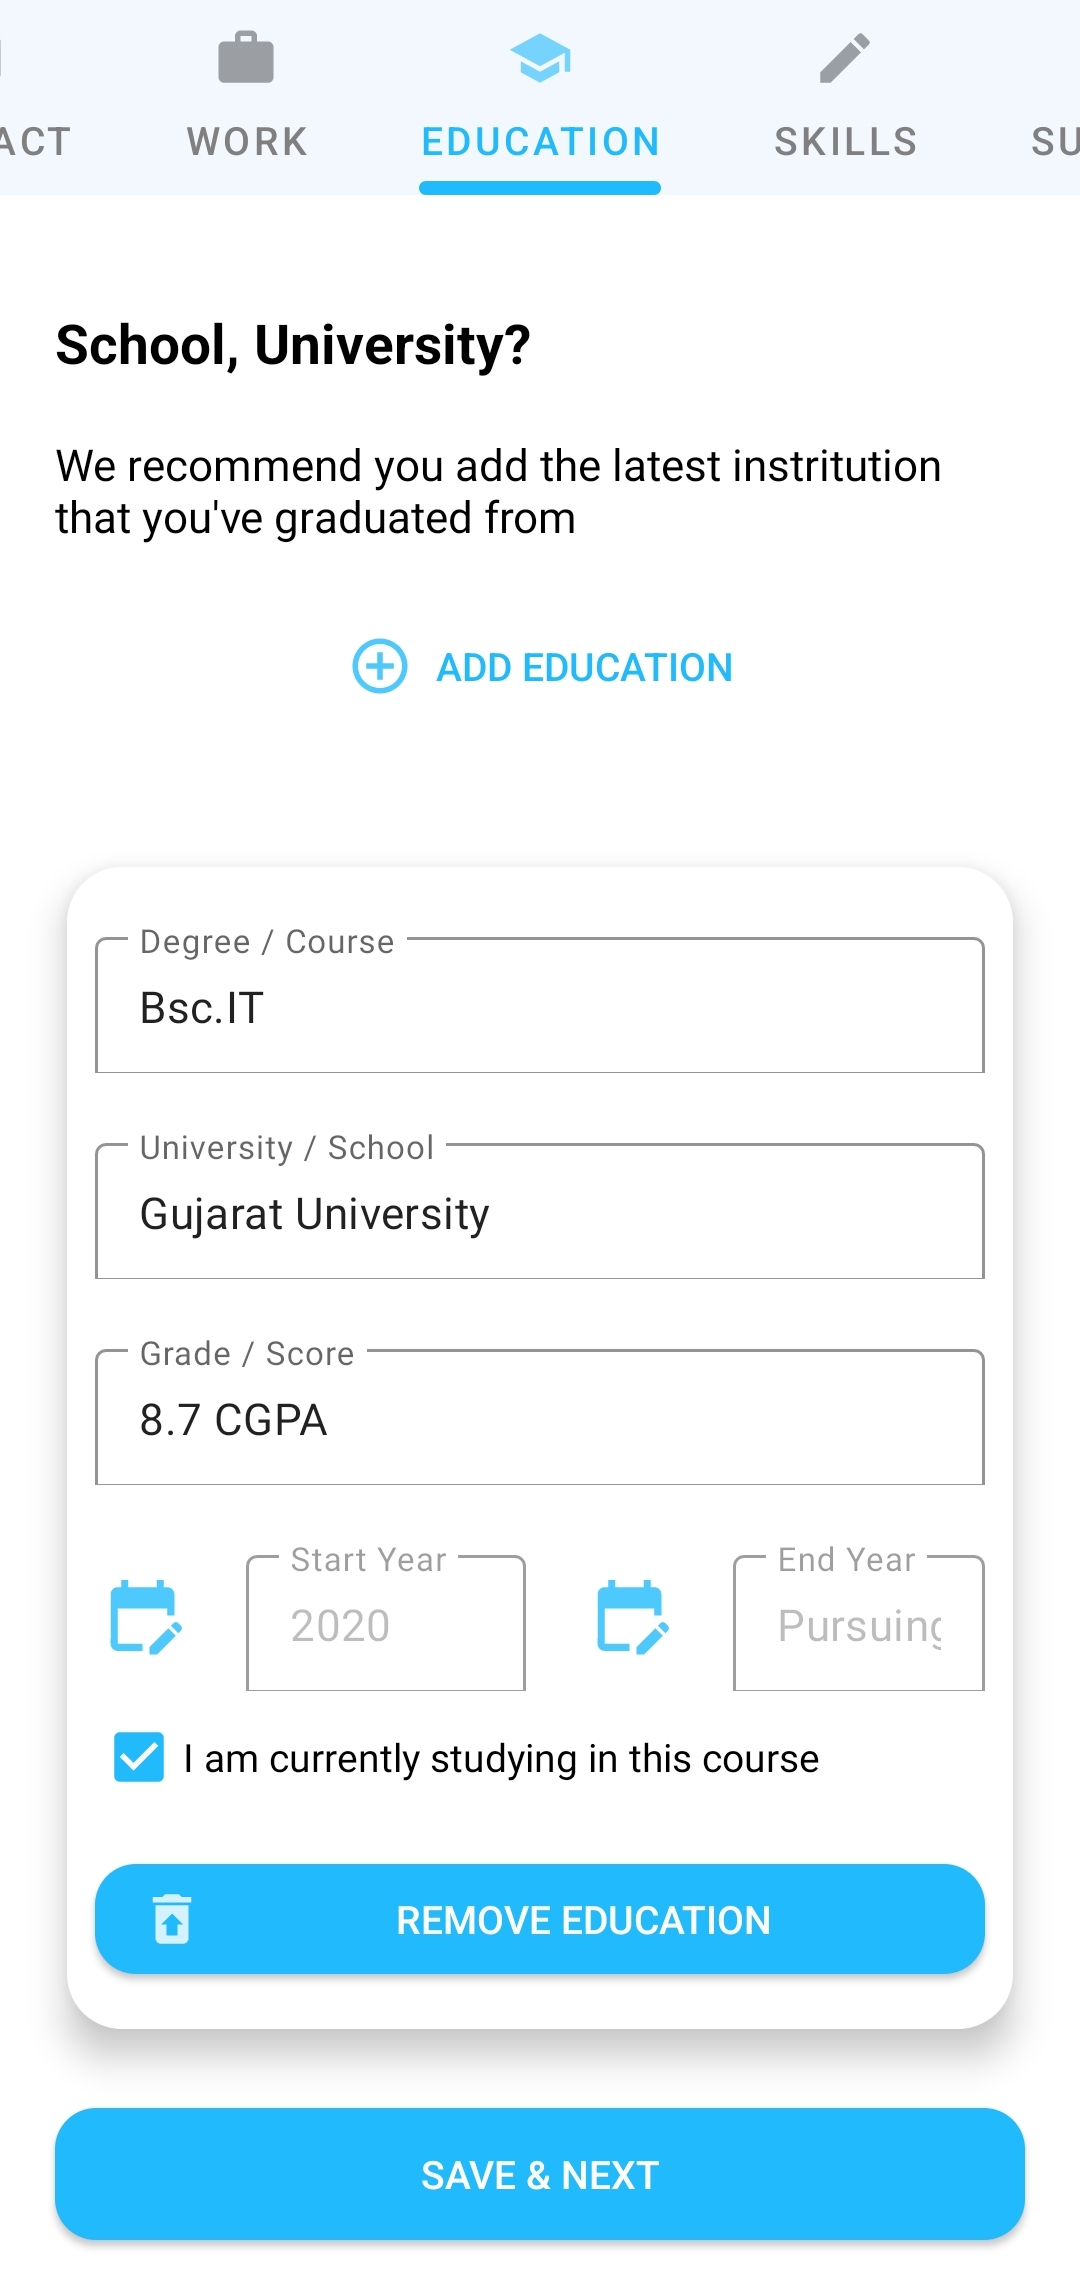 ACT WORK EDUCATION SKILLS SU
School, University?
We recommend you add the latest instritution
that you've graduated from
ADD EDUCATION
Degree / Course
Bsc.IT
University / School
Gujarat University
Grade / Score
8.7 CGPA
Start Year End Year
2020 Pursuing
I am currently studying in this course
REMOVE EDUCATION
SAVE & NEXT